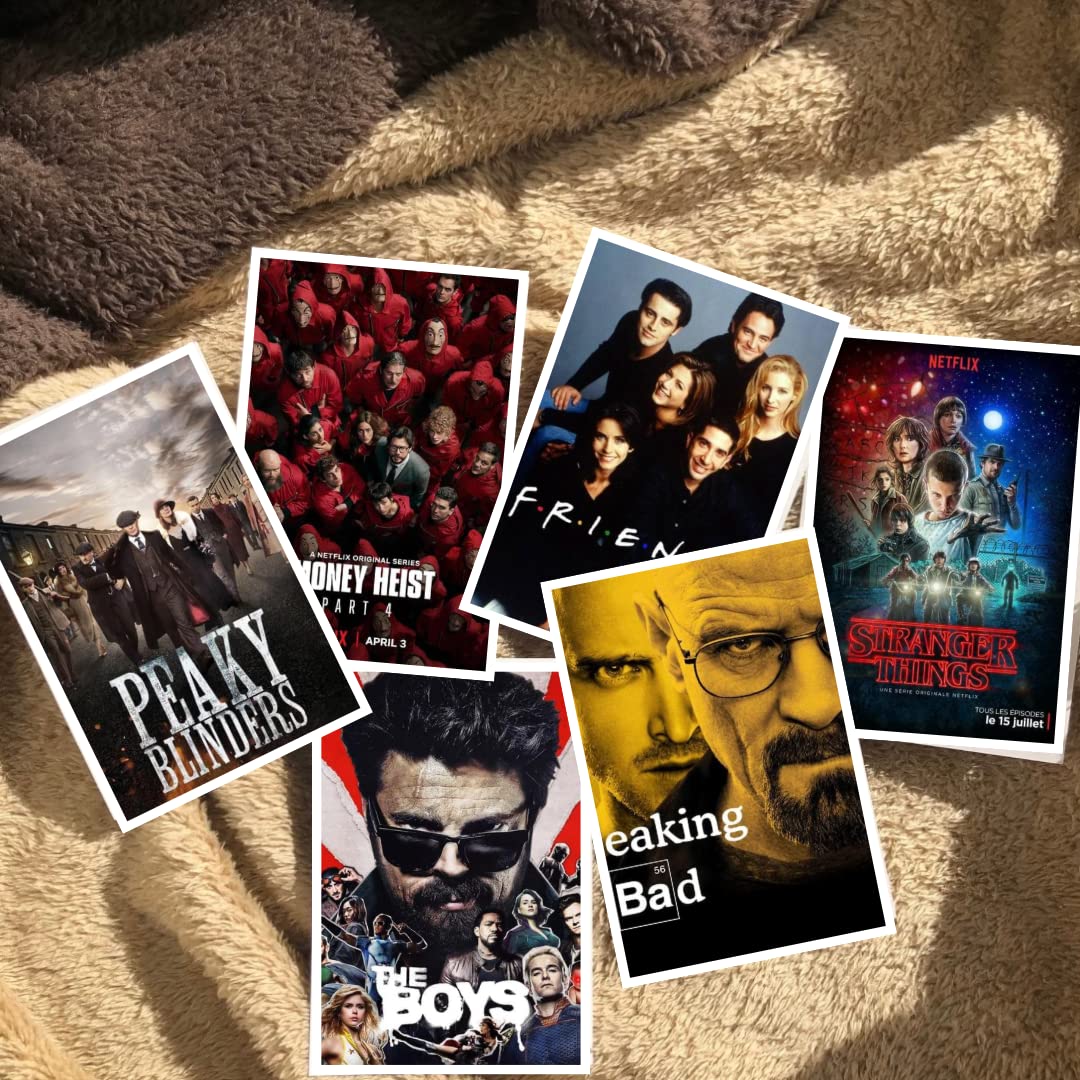 PEAKY
BLINDERS
A NETFLIX ORIGINAL SERIES
MONEY HEIST
PART 4
X | APRIL 3
F·R·I·E·N
NETFLIX
STRANGER
THINGS
UNE SÉRIE ORIGINALE NETFLIX
TOUS LES ÉPISODES
le 15 juillet
eaking
56
Bad
THE
BOYS